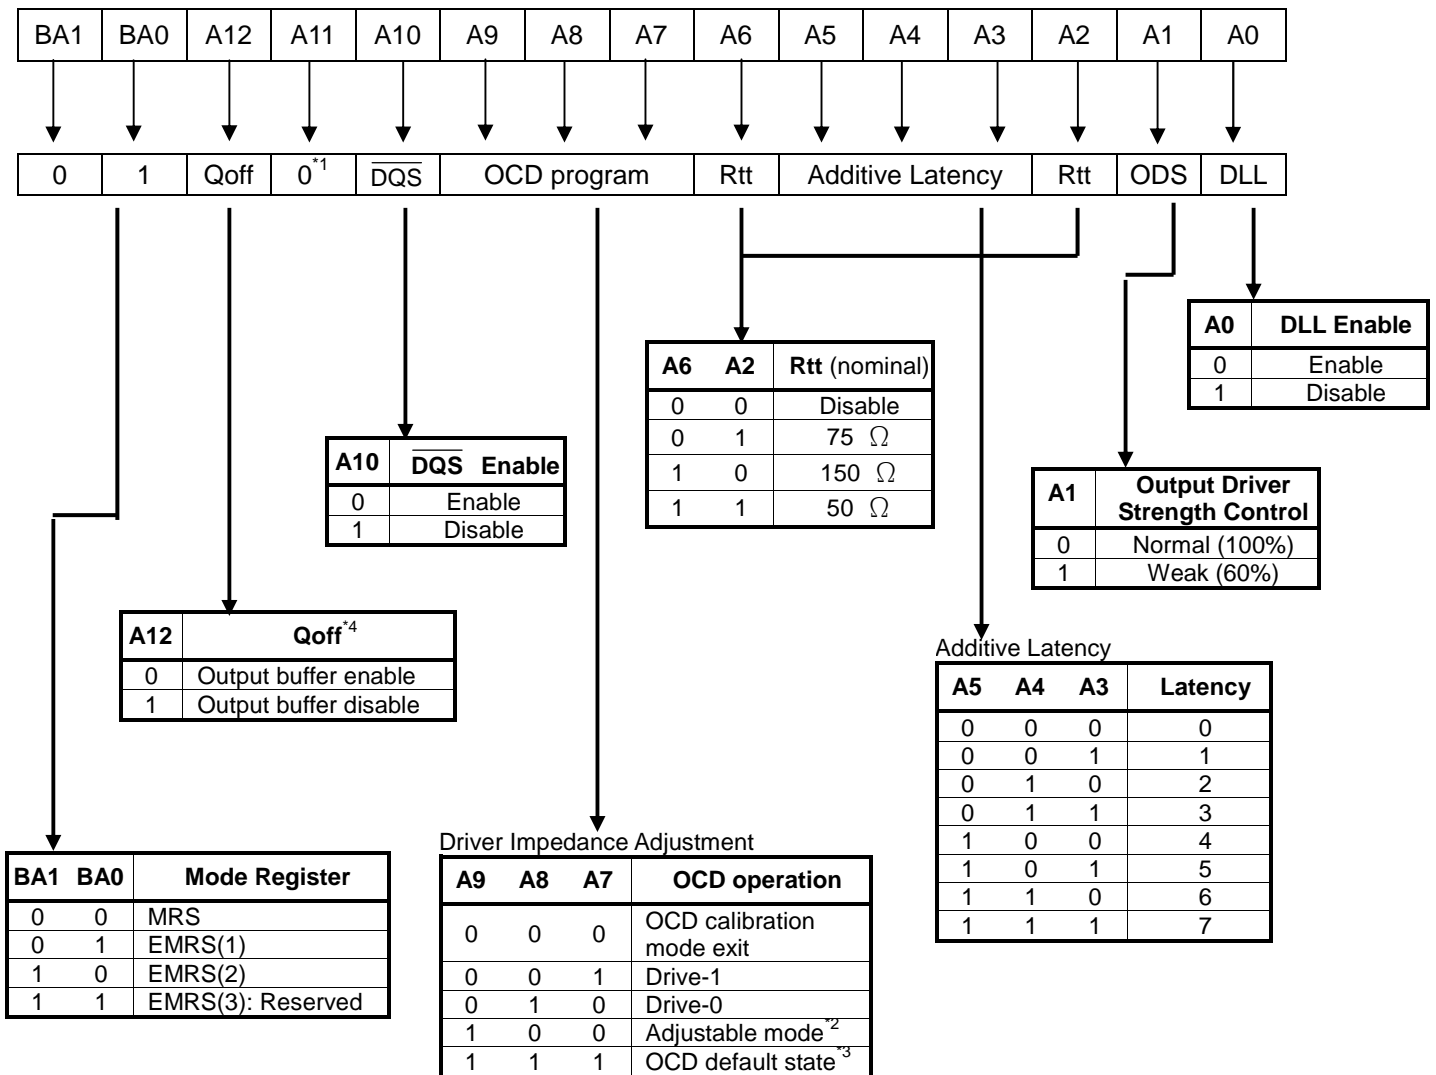 BA1 BA0 A12 A11 A10 A9 A8 A7 A6 A5 A4 A3 A2 A1 A0
0 1 Qoff 0*1 D̅Q̅S̅ OCD program Rtt Additive Latency Rtt ODS DLL
A0 DLL Enable
0 Enable
1 Disable
A6 A2 Rtt (nominal)
0 0 Disable
0 1 75 Ω
1 0 150 Ω
1 1 50 Ω
A10 D̅Q̅S̅ Enable
0 Enable
1 Disable
A1 Output Driver
Strength Control
0 Normal (100%)
1 Weak (60%)
A12 Qoff*4
0 Output buffer enable
1 Output buffer disable
Additive Latency
A5 A4 A3 Latency
0 0 0 0
0 0 1 1
0 1 0 2
0 1 1 3
1 0 0 4
1 0 1 5
1 1 0 6
1 1 1 7
BA1 BA0 Mode Register
0 0 MRS
0 1 EMRS(1)
1 0 EMRS(2)
1 1 EMRS(3): Reserved
Driver Impedance Adjustment
A9 A8 A7 OCD operation
0 0 0 OCD calibration
mode exit
0 0 1 Drive-1
0 1 0 Drive-0
1 0 0 Adjustable mode*2
1 1 1 OCD default state*3